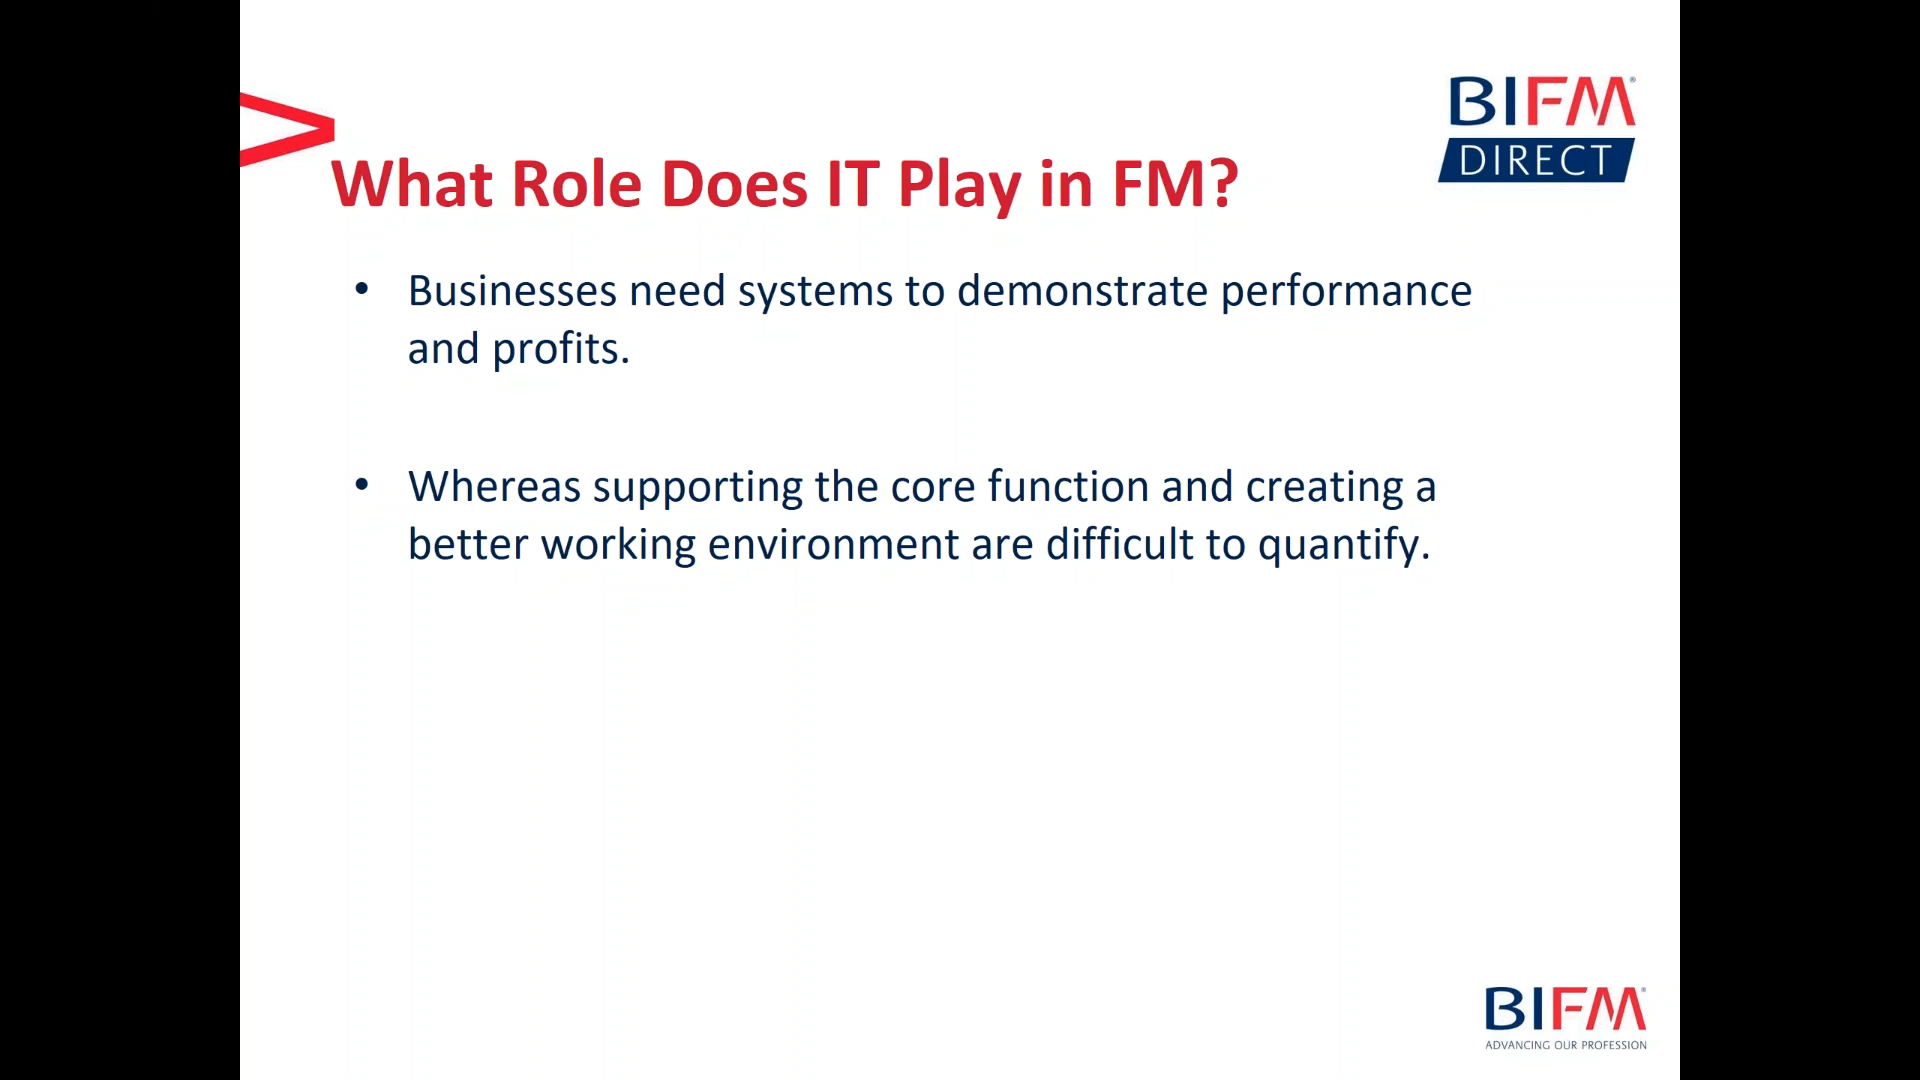 BIFM
DIRECT
What Role Does IT Play in FM?
• Businesses need systems to demonstrate performance
and profits.
• Whereas supporting the core function and creating a
better working environment are difficult to quantify.
BIFM
ADVANCING OUR PROFESSION